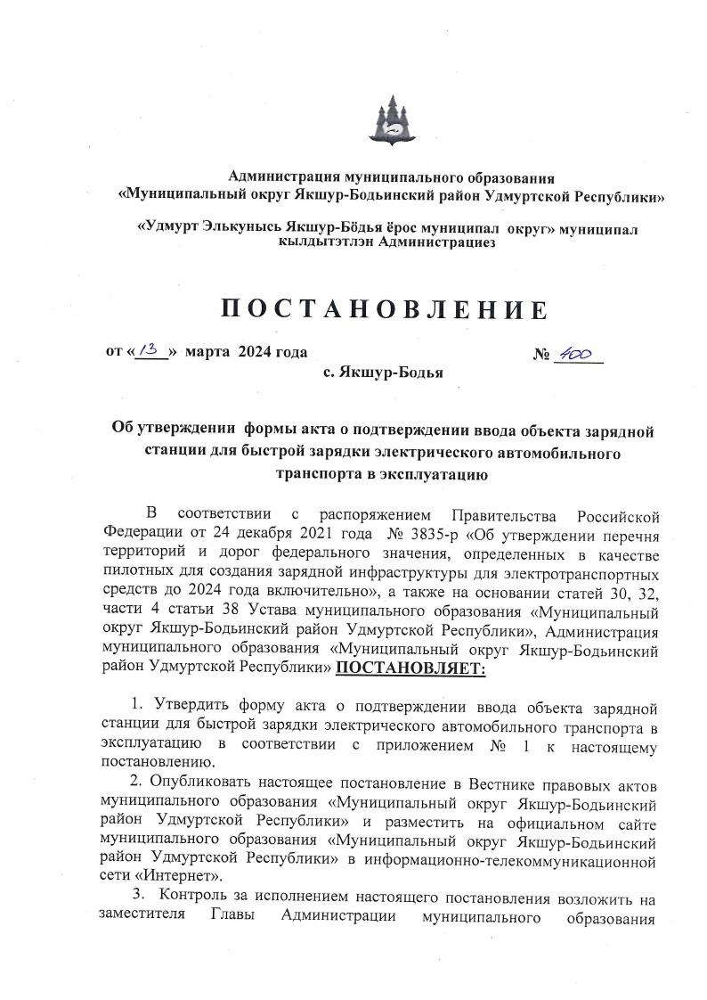 Администрация муниципального образования
«Муниципальный округ Якшур-Бодьинский район Удмуртской Республики»
«Удмурт Элькунысь Якшур-Бӧдья ёрос муниципал округ» муниципал
кылдытэтлэн Администрациез
ПОСТАНОВЛЕНИЕ
от «13» марта 2024 года № 400
с. Якшур-Бодья
Об утверждении формы акта о подтверждении ввода объекта зарядной
станции для быстрой зарядки электрического автомобильного
транспорта в эксплуатацию
В соответствии с распоряжением Правительства Российской
Федерации от 24 декабря 2021 года № 3835-р «Об утверждении перечня
территорий и дорог федерального значения, определенных в качестве
пилотных для создания зарядной инфраструктуры для электротранспортных
средств до 2024 года включительно», а также на основании статей 30, 32,
части 4 статьи 38 Устава муниципального образования «Муниципальный
округ Якшур-Бодьинский район Удмуртской Республики», Администрация
муниципального образования «Муниципальный округ Якшур-Бодьинский
район Удмуртской Республики» ПОСТАНОВЛЯЕТ:
1. Утвердить форму акта о подтверждении ввода объекта зарядной
станции для быстрой зарядки электрического автомобильного транспорта в
эксплуатацию в соответствии с приложением № 1 к настоящему
постановлению.
2. Опубликовать настоящее постановление в Вестнике правовых актов
муниципального образования «Муниципальный округ Якшур-Бодьинский
район Удмуртской Республики» и разместить на официальном сайте
муниципального образования «Муниципальный округ Якшур-Бодьинский
район Удмуртской Республики» в информационно-телекоммуникационной
сети «Интернет».
3. Контроль за исполнением настоящего постановления возложить на
заместителя Главы Администрации муниципального образования